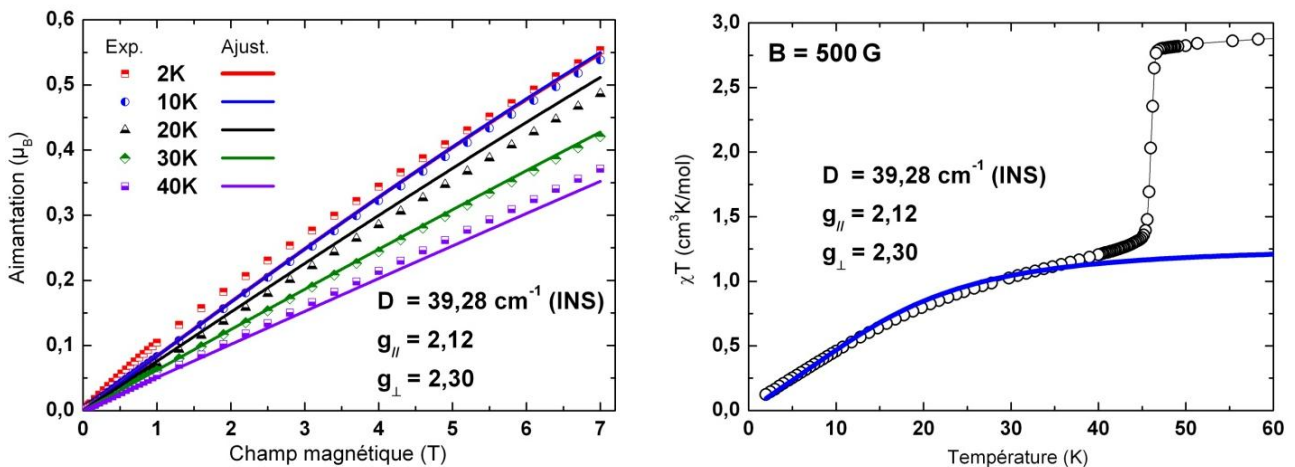 0,6
0,5
0,4
0,3
0,2
0,1
0,0
Aimantation (μB)
Exp. Ajust.
2K
10K
20K
30K
40K
D = 39,28 cm⁻¹ (INS)
g// = 2,12
g⊥ = 2,30
0 1 2 3 4 5 6 7
Champ magnétique (T)
3,0
2,5
2,0
1,5
1,0
0,5
0,0
χT (cm³K/mol)
B = 500 G
D = 39,28 cm⁻¹ (INS)
g// = 2,12
g⊥ = 2,30
0 10 20 30 40 50 60
Température (K)